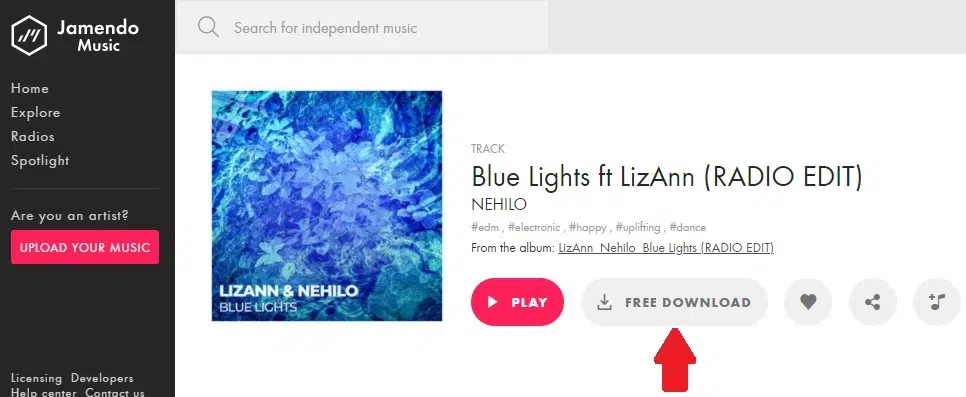 Jamendo
Music
Search for independent music
Home
Explore
Radios
Spotlight
Are you an artist?
UPLOAD YOUR MUSIC
Licensing Developers
Help center Contact us
LIZANN & NEHILO
BLUE LIGHTS
TRACK
Blue Lights ft LizAnn (RADIO EDIT)
NEHILO
#edm , #electronic , #happy , #uplifting , #dance
From the album: LizAnn_Nehilo_Blue Lights (RADIO EDIT)
PLAY
FREE DOWNLOAD